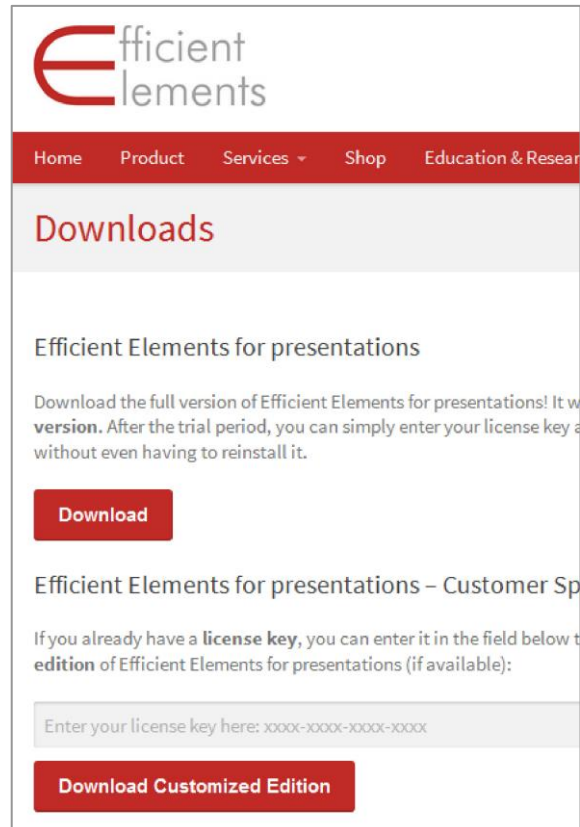 Efficient
Elements
Home Product Services Shop Education & Resear
Downloads
Efficient Elements for presentations
Download the full version of Efficient Elements for presentations! It w
version. After the trial period, you can simply enter your license key a
without even having to reinstall it.
Download
Efficient Elements for presentations – Customer Sp
If you already have a license key, you can enter it in the field below t
edition of Efficient Elements for presentations (if available):
Enter your license key here: xxxx-xxxx-xxxx-xxxx
Download Customized Edition